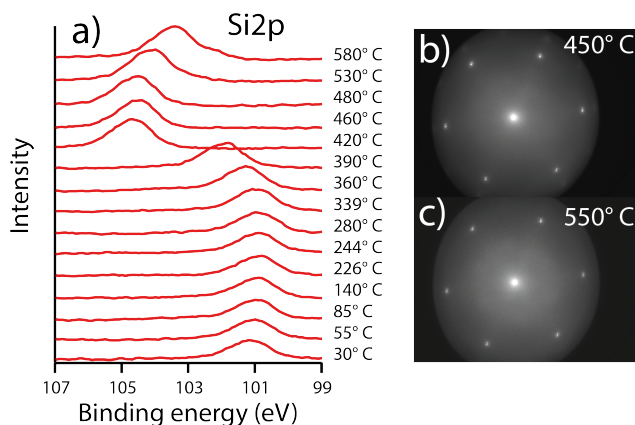 a)
Si2p
580° C
530° C
480° C
460° C
420° C
390° C
360° C
339° C
280° C
244° C
226° C
140° C
85° C
55° C
30° C
Intensity
107 105 103 101 99
Binding energy (eV)
b) 450° C
c) 550° C